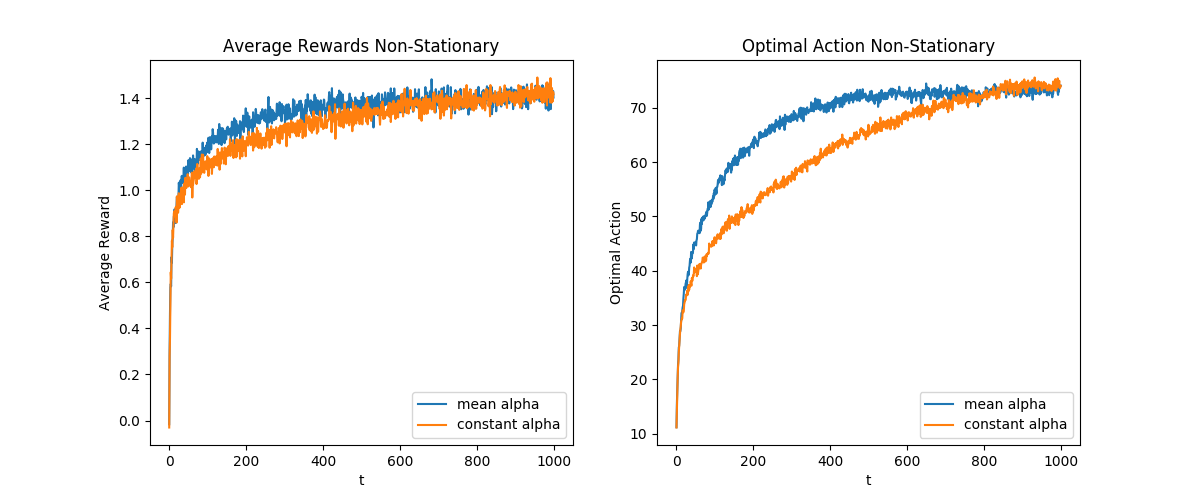 Average Rewards Non-Stationary
Average Reward
1.4
1.2
1.0
0.8
0.6
0.4
0.2
0.0
0
200
400
600
800
1000
t
mean alpha
constant alpha
Optimal Action Non-Stationary
Optimal Action
70
60
50
40
30
20
10
0
200
400
600
800
1000
t
mean alpha
constant alpha